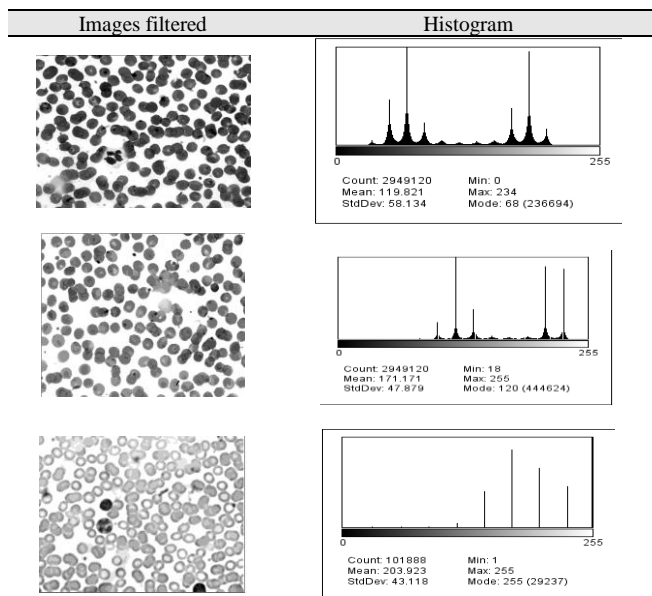 Images filtered Histogram
0 255
Count: 2949120 Min: 0
Mean: 119.821 Max: 234
StdDev: 58.134 Mode: 68 (236694)
0 255
Count: 2949120 Min: 18
Mean: 171.171 Max: 255
StdDev: 47.879 Mode: 120 (444624)
0 255
Count: 101888 Min: 1
Mean: 203.923 Max: 255
StdDev: 43.118 Mode: 255 (29237)